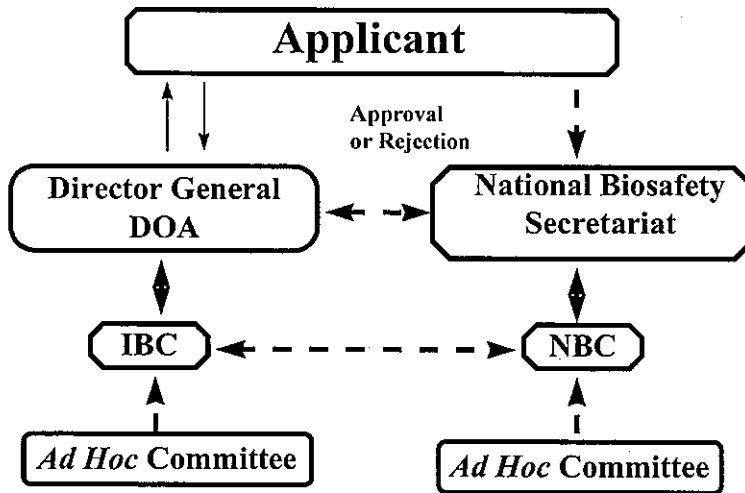 Applicant
Approval
or Rejection
Director General
DOA
National Biosafety
Secretariat
IBC
NBC
Ad Hoc Committee
Ad Hoc Committee